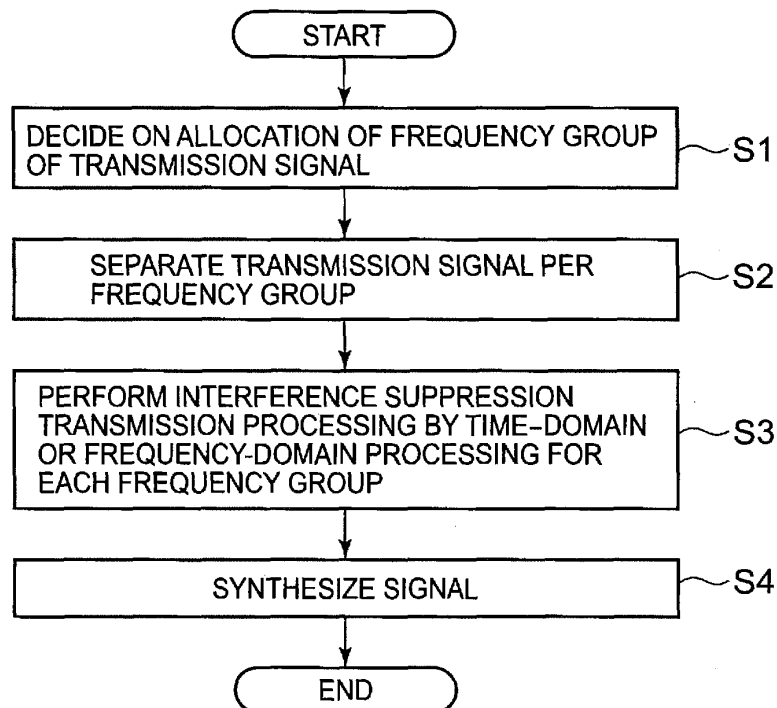 START
DECIDE ON ALLOCATION OF FREQUENCY GROUP
OF TRANSMISSION SIGNAL
S1
SEPARATE TRANSMISSION SIGNAL PER
FREQUENCY GROUP
S2
PERFORM INTERFERENCE SUPPRESSION
TRANSMISSION PROCESSING BY TIME-DOMAIN
OR FREQUENCY-DOMAIN PROCESSING FOR
EACH FREQUENCY GROUP
S3
SYNTHESIZE SIGNAL
S4
END